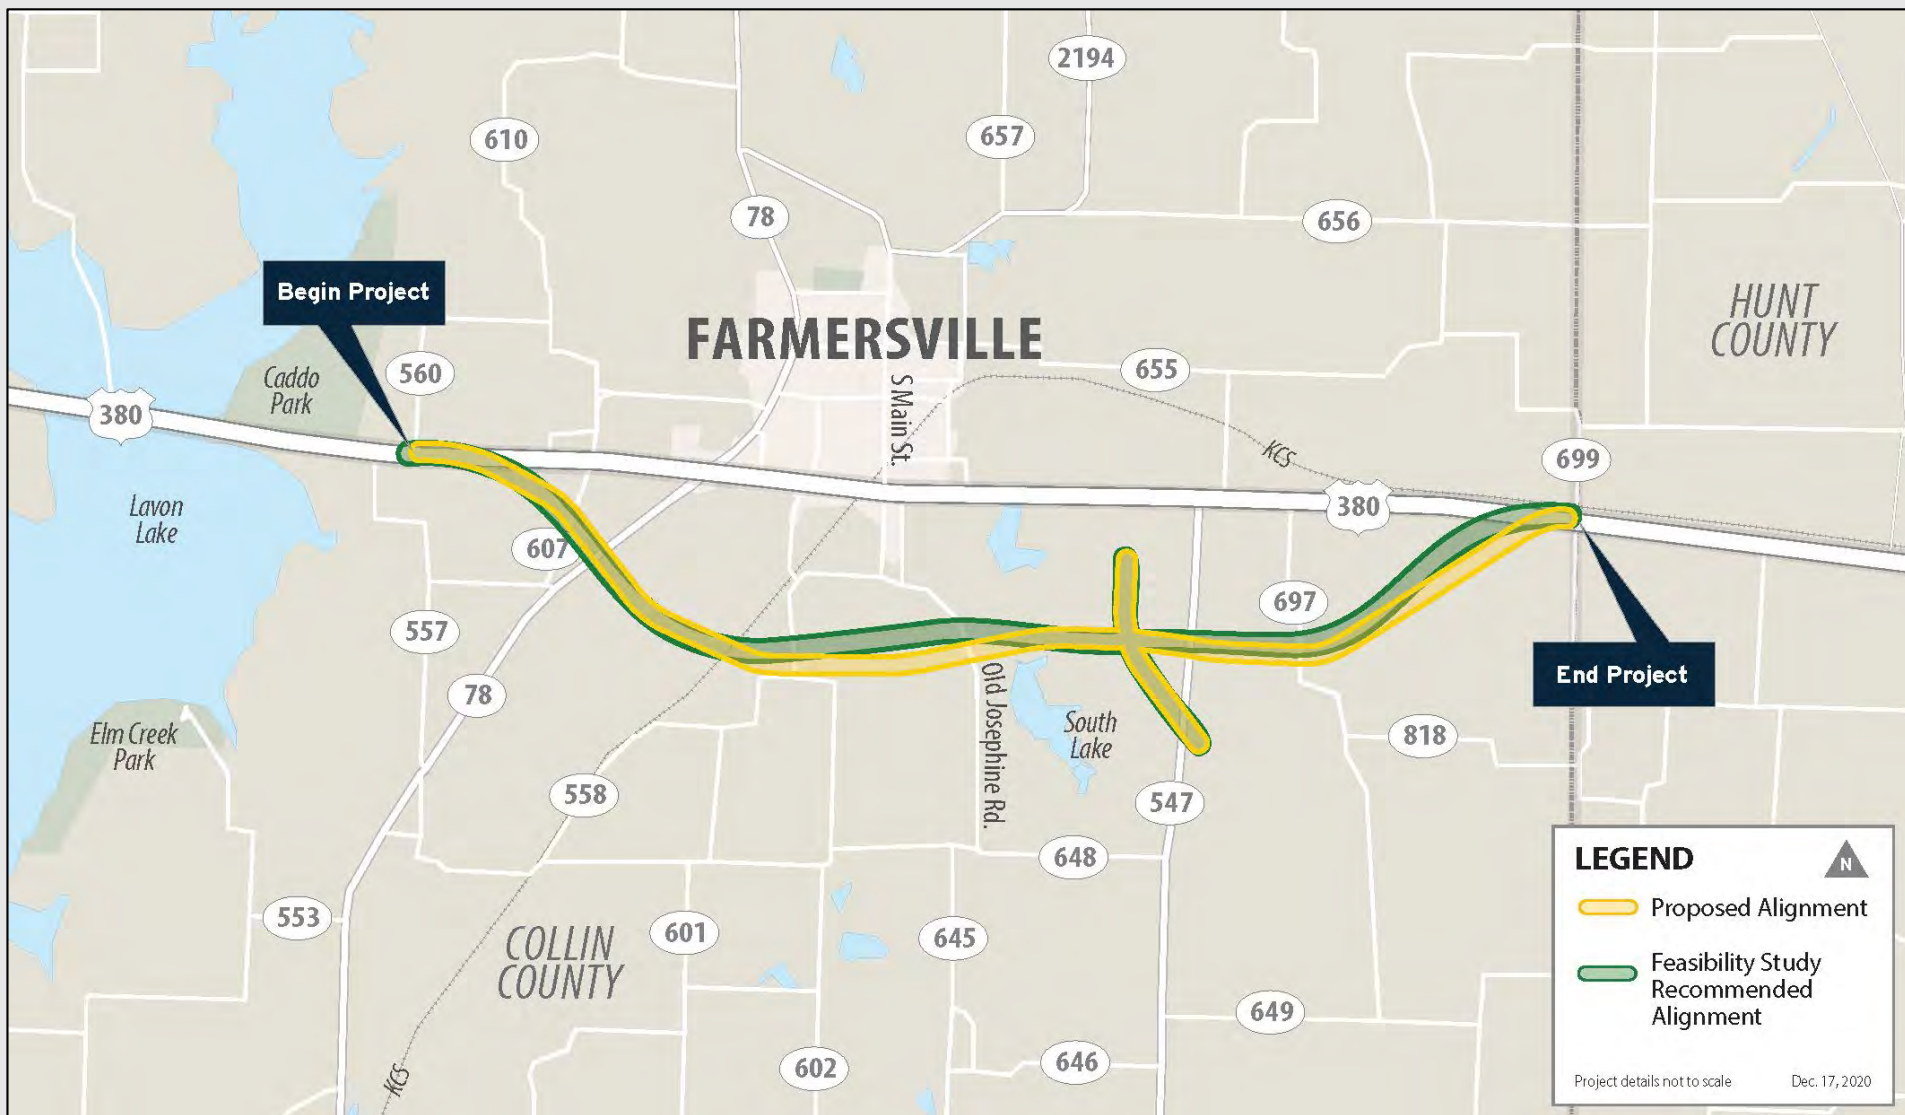 2194
610
657
78
656
Begin Project
HUNT
COUNTY
FARMERSVILLE
560
Caddo
Park
655
S Main St.
380
KCS
699
Lavon
Lake
380
607
697
557
End Project
Old Josephine Rd.
78
South
Lake
Elm Creek
Park
818
558
547
648
553
601
645
COLLIN
COUNTY
649
602
646
KCS
LEGEND
N
Proposed Alignment
Feasibility Study
Recommended
Alignment
Project details not to scale
Dec. 17, 2020